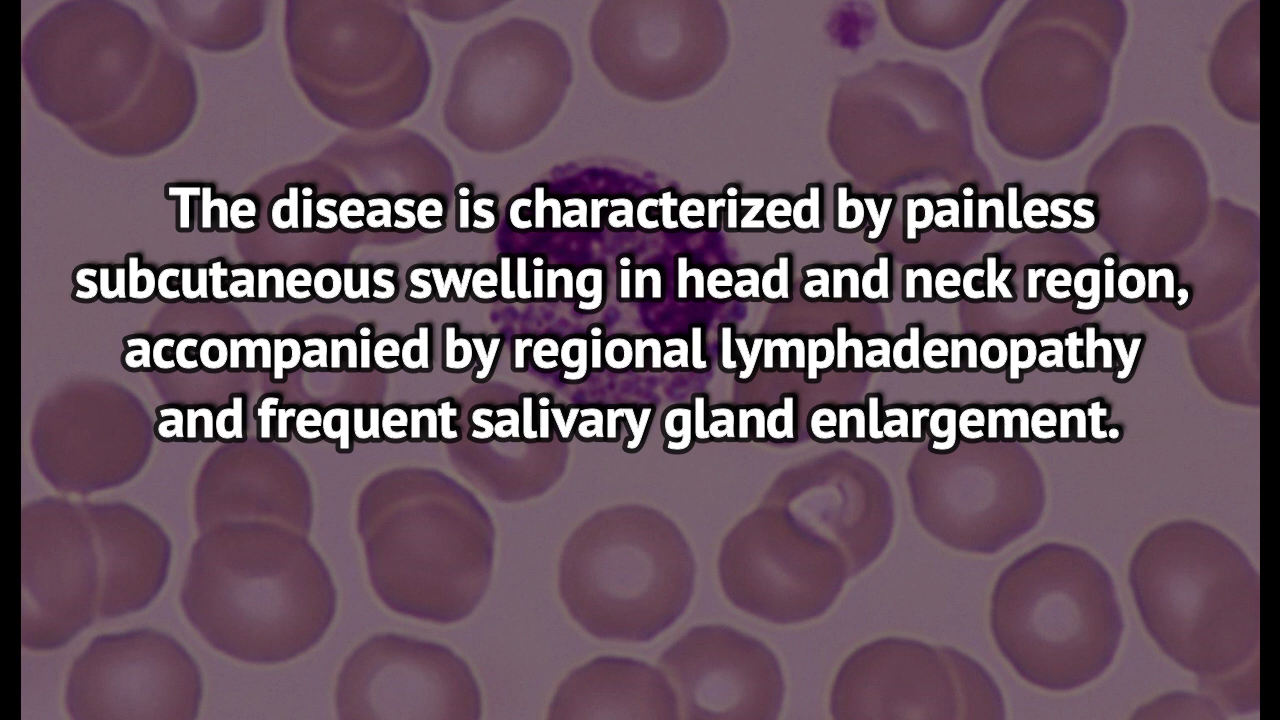 The disease is characterized by painless
subcutaneous swelling in head and neck region,
accompanied by regional lymphadenopathy
and frequent salivary gland enlargement.